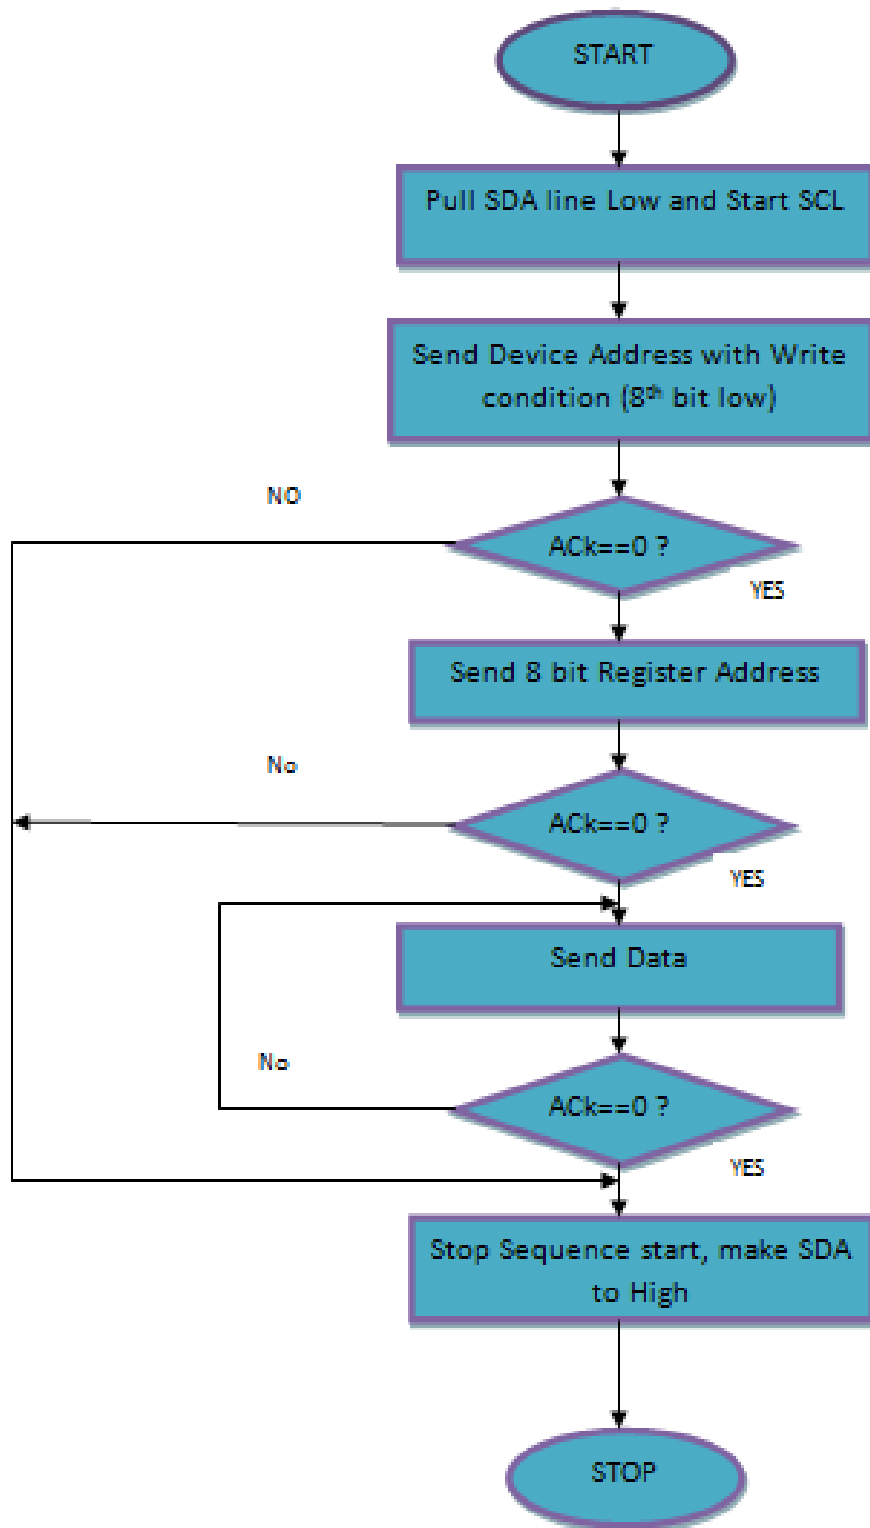 START
Pull SDA line Low and Start SCL
Send Device Address with Write
condition (8th bit low)
NO
ACk==0 ?
YES
Send 8 bit Register Address
No
ACk==0 ?
YES
Send Data
No
ACk==0 ?
YES
Stop Sequence start, make SDA
to High
STOP